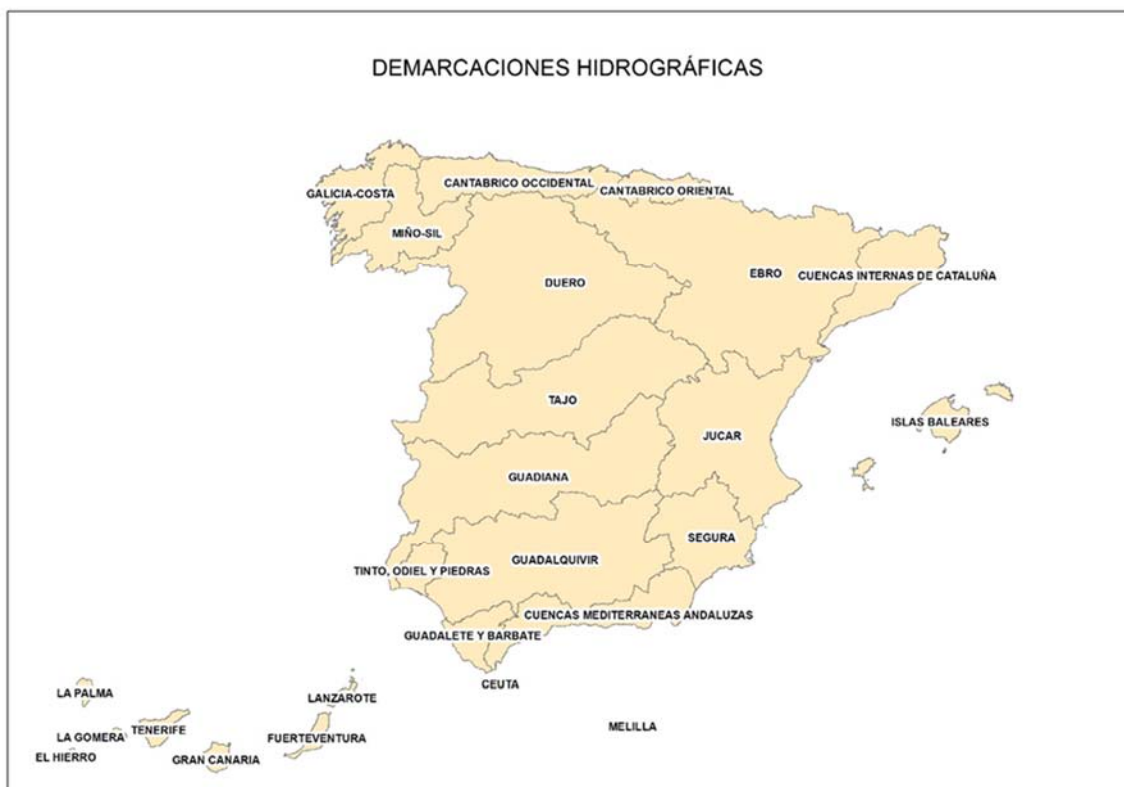 DEMARCACIONES HIDROGRÁFICAS
GALICIA-COSTA
CANTABRICO OCCIDENTAL
CANTABRICO ORIENTAL
MIÑO-SIL
DUERO
EBRO
CUENCAS INTERNAS DE CATALUÑA
TAJO
ISLAS BALEARES
JUCAR
GUADIANA
SEGURA
GUADALQUIVIR
TINTO, ODIEL Y PIEDRAS
CUENCAS MEDITERRANEAS ANDALUZAS
GUADALETE Y BARBATE
CEUTA
LA PALMA
LANZAROTE
MELILLA
TENERIFE
LA GOMERA
FUERTEVENTURA
EL HIERRO
GRAN CANARIA